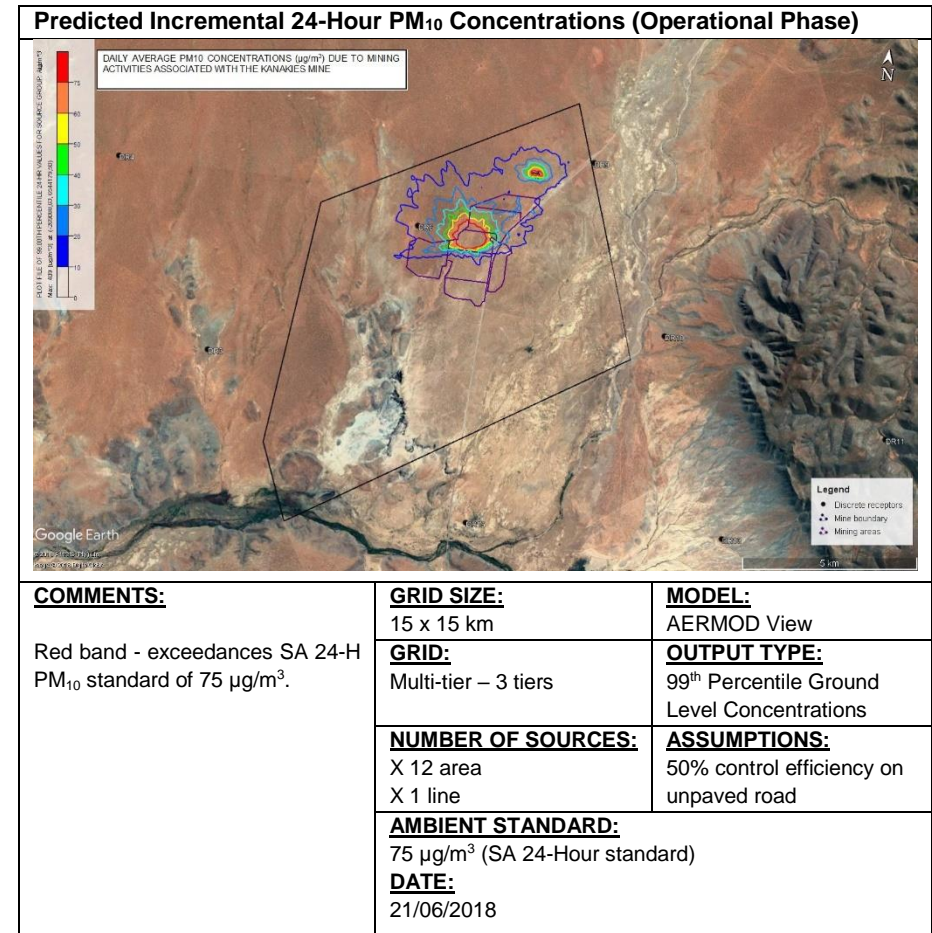 Predicted Incremental 24-Hour PM₁₀ Concentrations (Operational Phase)
DAILY AVERAGE PM10 CONCENTRATIONS (µg/m³) DUE TO MINING
ACTIVITIES ASSOCIATED WITH THE KANAKIES MINE
N
75
60
50
40
30
20
10
0
DR11
Legend
Discrete receptors
Mine boundary
Mining areas
Google Earth
5 km
COMMENTS:
Red band - exceedances SA 24-H
PM₁₀ standard of 75 µg/m³.
GRID SIZE:
15 x 15 km
GRID:
Multi-tier – 3 tiers
NUMBER OF SOURCES:
X 12 area
X 1 line
MODEL:
AERMOD View
OUTPUT TYPE:
99th Percentile Ground
Level Concentrations
ASSUMPTIONS:
50% control efficiency on
unpaved road
AMBIENT STANDARD:
75 µg/m³ (SA 24-Hour standard)
DATE:
21/06/2018